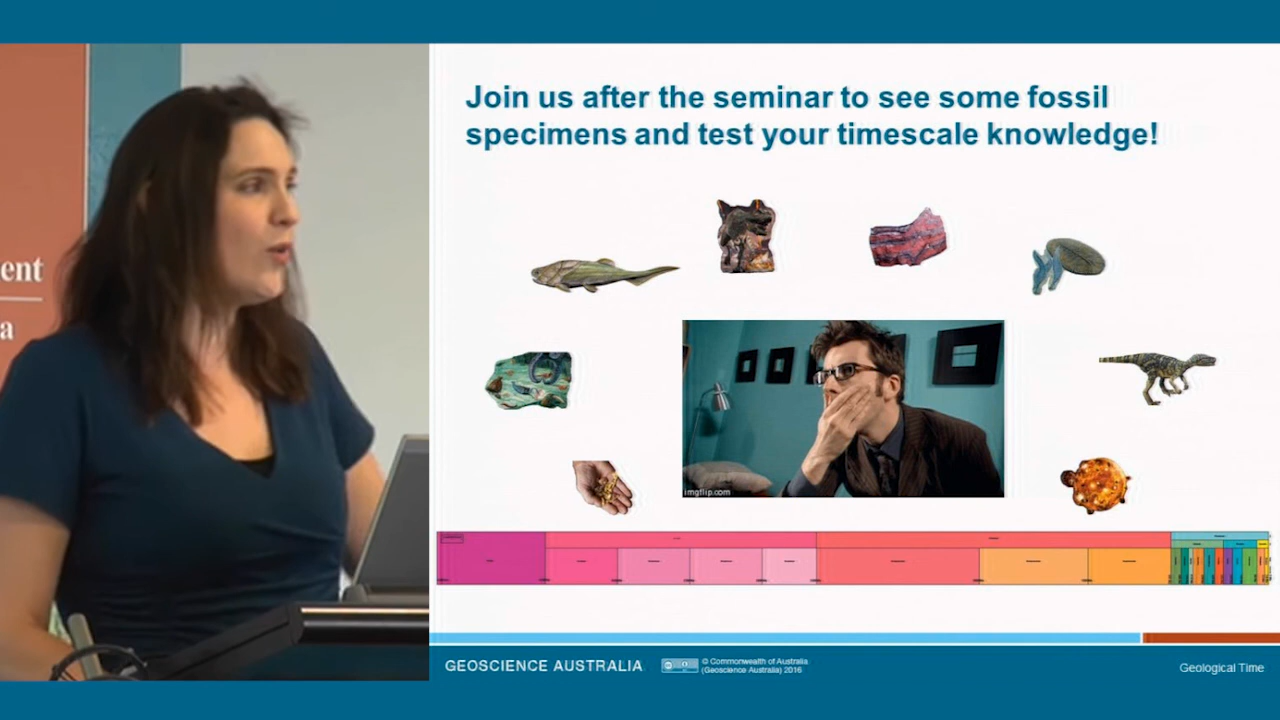 Join us after the seminar to see some fossil
specimens and test your timescale knowledge!
ent
a
imgflip.com
GEOSCIENCE AUSTRALIA
© Commonwealth of Australia
(Geoscience Australia) 2016
Geological Time